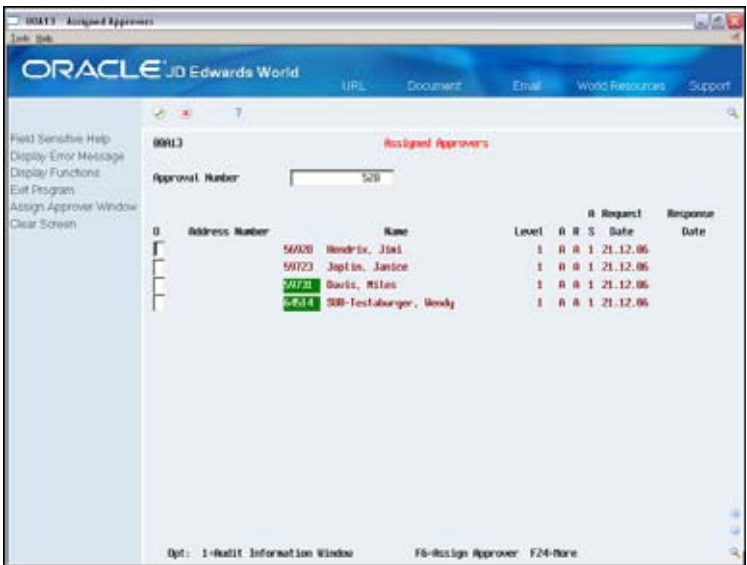 00A13 Assigned Approvers
Tools Help
ORACLE JD Edwards World
URL Document Email World Resources Support
?
Field Sensitive Help
Display Error Message
Display Functions
Exit Program
Assign Approver Window
Clear Screen
00A13 Assigned Approvers
Approval Number 520
A Request Response
O Address Number Name Level A R S Date Date
56928 Hendrix, Jimi 1 A A 1 21.12.06
59723 Joplin, Janice 1 A A 1 21.12.06
59731 Davis, Miles 1 A A 1 21.12.06
64514 SUB-Testaburger, Wendy 1 A A 1 21.12.06
Opt: 1-Audit Information Window F6-Assign Approver F24-More